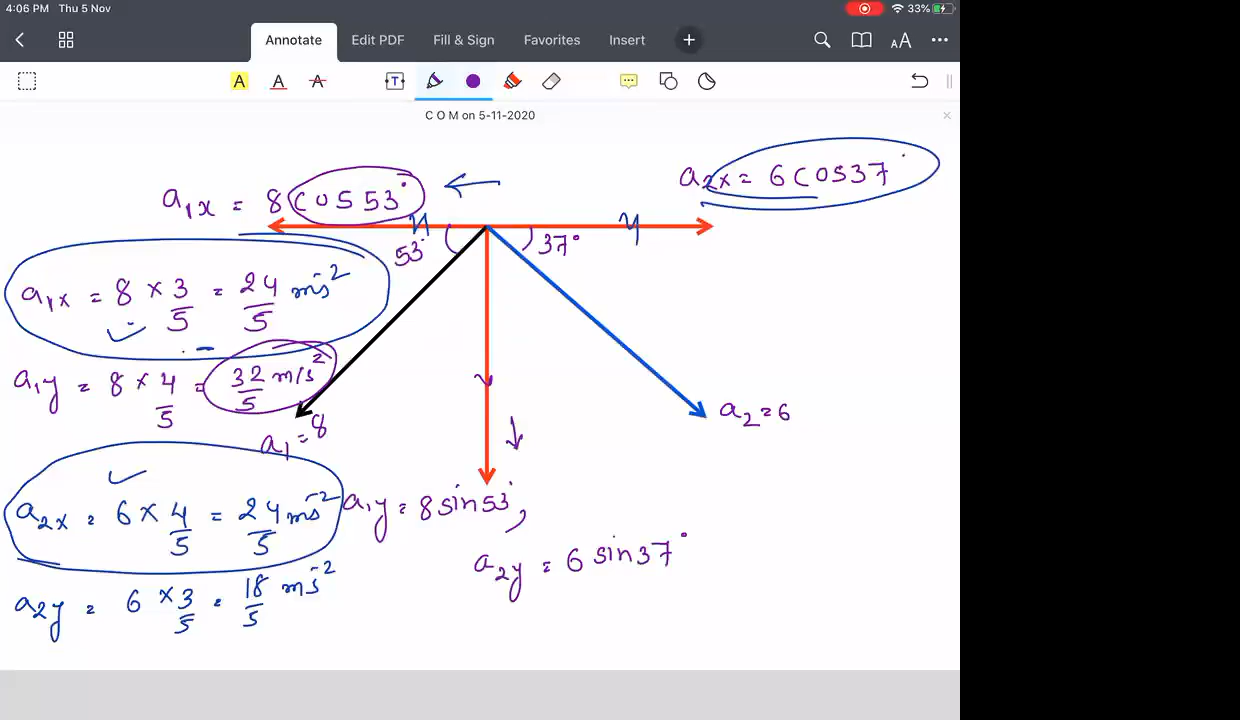 4:06 PM Thu 5 Nov
33%
Annotate Edit PDF Fill & Sign Favorites Insert +
A A A T AA
C O M on 5-11-2020
a₁x = 8 cos 53°
a₂x = 6 cos37°
53° 37°
a₁x = 8 × 3/5 = 24/5 ms⁻²
a₁y = 8 × 4/5 = 32/5 m/s²
a₁ = 8
a₂ = 6
a₂x = 6 × 4/5 = 24/5 ms⁻²
a₁y = 8 sin 53°,
a₂y = 6 sin 37°
a₂y = 6 × 3/5 = 18/5 ms⁻²